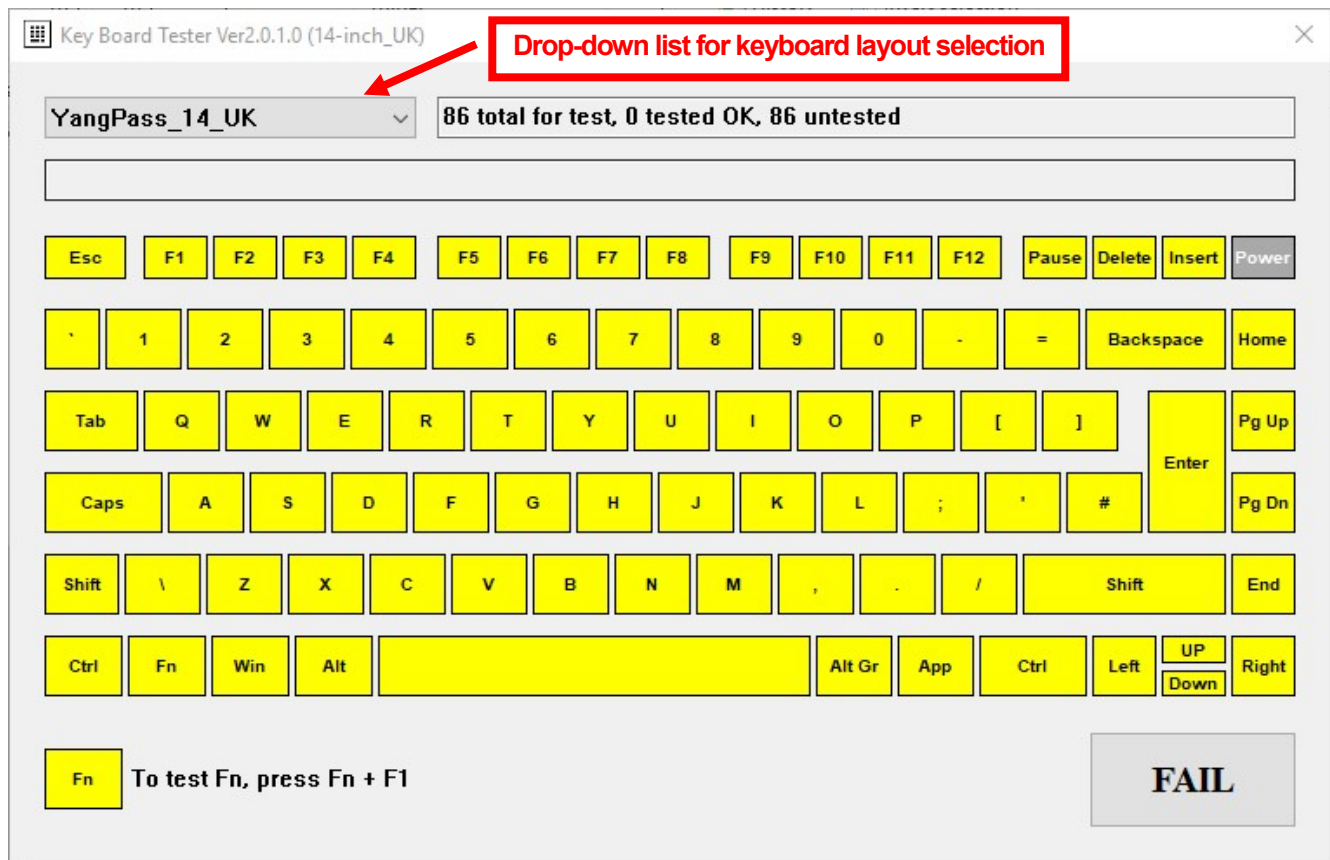 Key Board Tester Ver2.0.1.0 (14-inch_UK)
Drop-down list for keyboard layout selection
YangPass_14_UK
86 total for test, 0 tested OK, 86 untested
Esc F1 F2 F3 F4 F5 F6 F7 F8 F9 F10 F11 F12 Pause Delete Insert Power
` 1 2 3 4 5 6 7 8 9 0 - = Backspace Home
Tab Q W E R T Y U I O P [ ] Pg Up
Enter
Caps A S D F G H J K L ; ' # Pg Dn
Shift \ Z X C V B N M , . / Shift End
Ctrl Fn Win Alt Alt Gr App Ctrl Left UP Right
Down
Fn To test Fn, press Fn + F1
FAIL